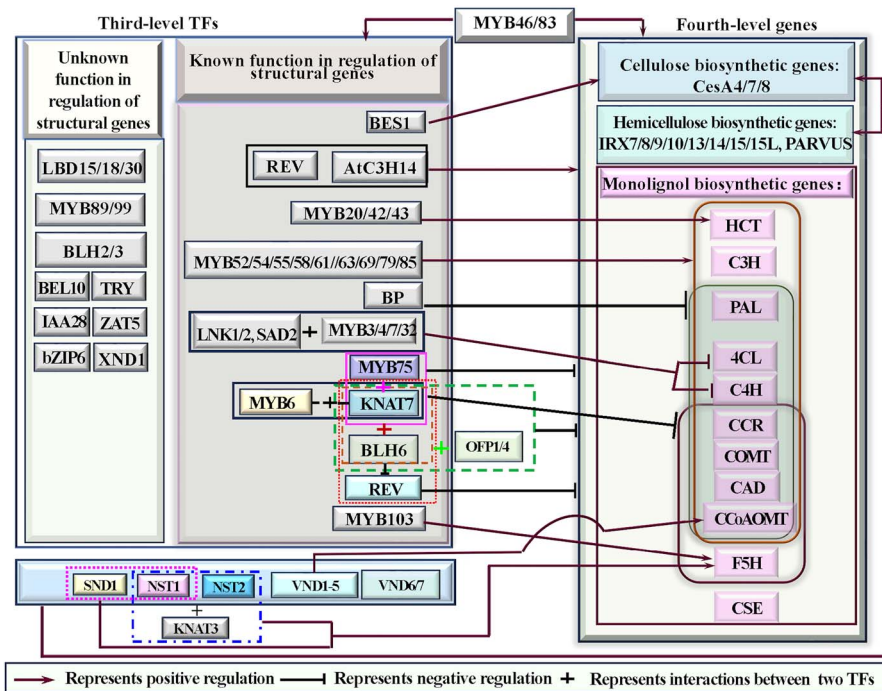 Third-level TFs
MYB46/83
Fourth-level genes
Unknown
function in
regulation of
structural genes
Known function in regulation of
structural genes
Cellulose biosynthetic genes:
CesA4/7/8
BES1
Hemicellulose biosynthetic genes:
IRX7/8/9/10/13/14/15/15L, PARVUS
LBD15/18/30
REV
AtC3H14
Monolignol biosynthetic genes:
MYB89/99
MYB20/42/43
HCT
BLH2/3
MYB52/54/55/58/61//63/69/79/85
C3H
BEL10
TRY
BP
PAL
IAA28
ZAT5
LNK1/2, SAD2
+
MYB3/4/7/32
4CL
bZIP6
XND1
MYB75
C4H
+
MYB6
+
KNAT7
CCR
+
BLH6
+
OFP1/4
COMT
REV
CAD
MYB103
CCoAOMT
F5H
SND1
NST1
NST2
VND1-5
VND6/7
+
KNAT3
CSE
Represents positive regulation
Represents negative regulation
+
Represents interactions between two TFs